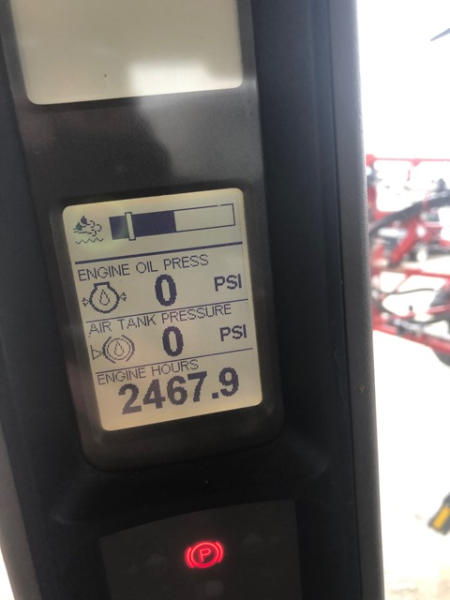 ENGINE OIL PRESS
0 PSI
AIR TANK PRESSURE
0 PSI
ENGINE HOURS
2467.9
P